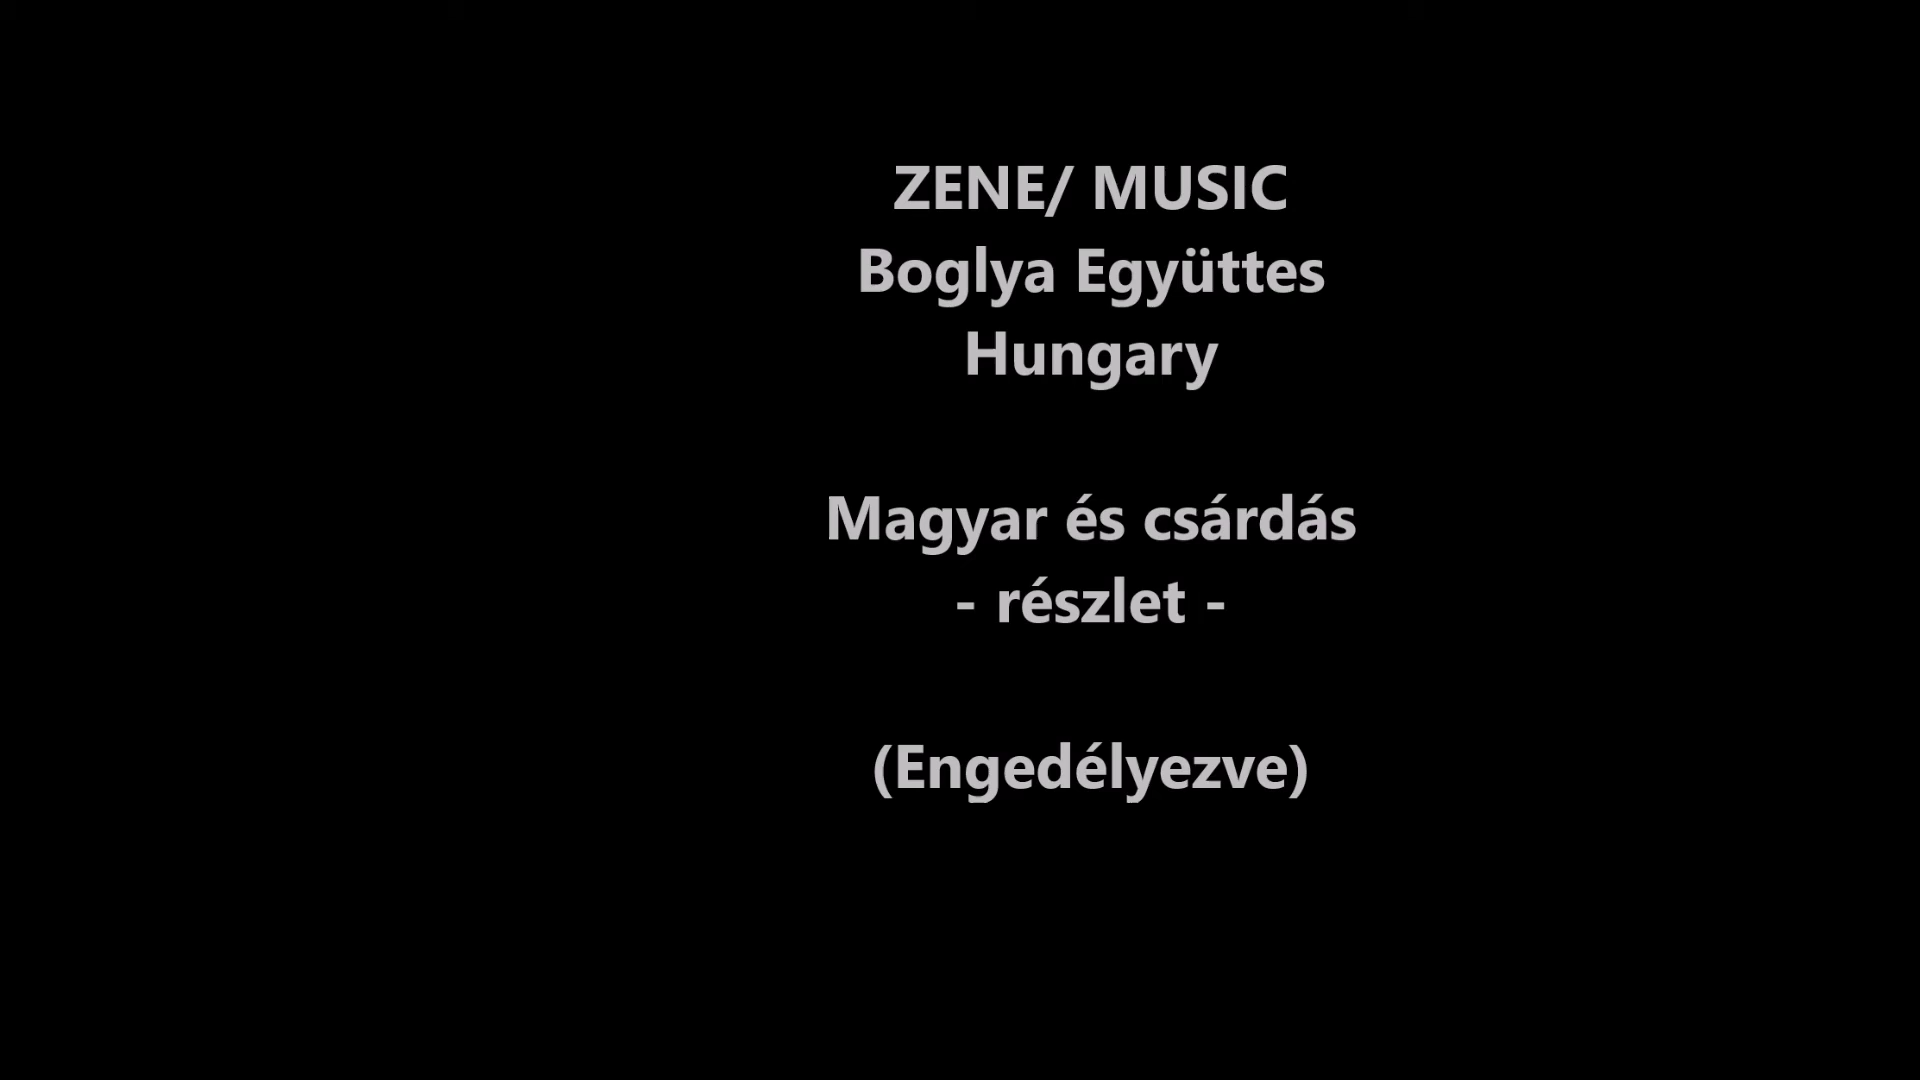 ZENE/ MUSIC
Boglya Együttes
Hungary
Magyar és csárdás
- részlet -
(Engedélyezve)